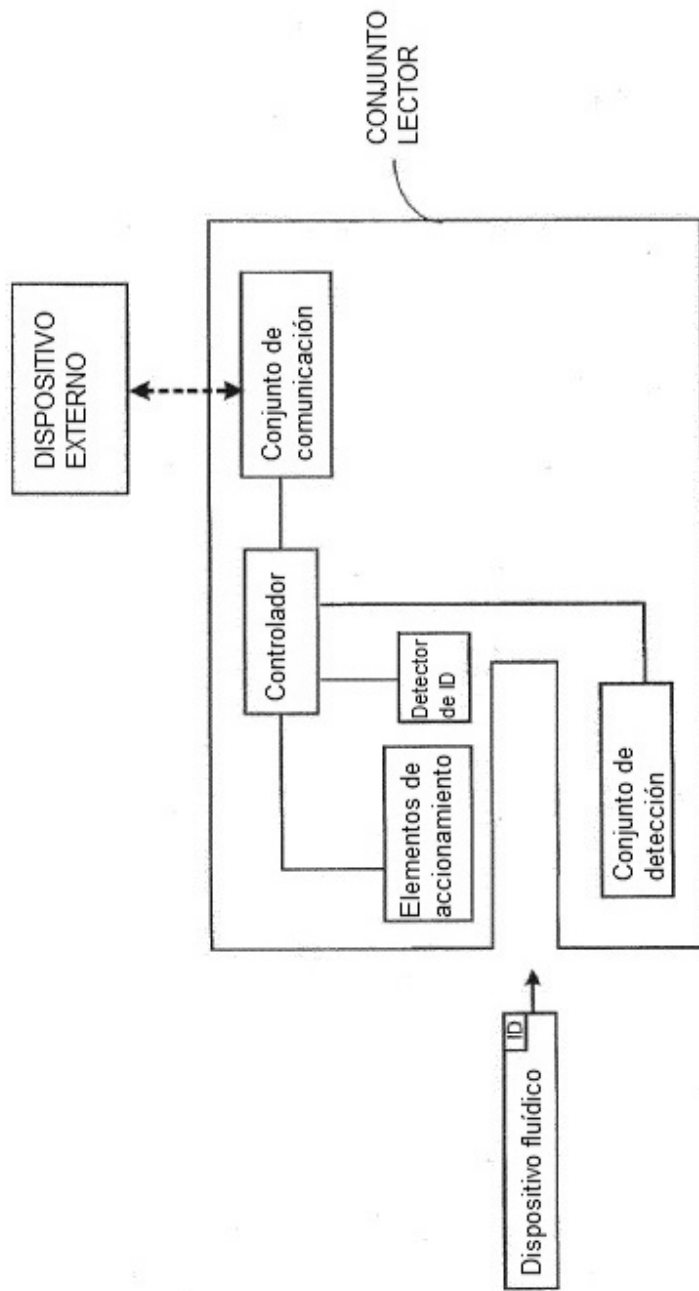 DISPOSITIVO
EXTERNO
CONJUNTO
LECTOR
Conjunto de
comunicación
Controlador
Detector
de ID
Elementos de
accionamiento
Conjunto de
detección
ID
Dispositivo fluídico